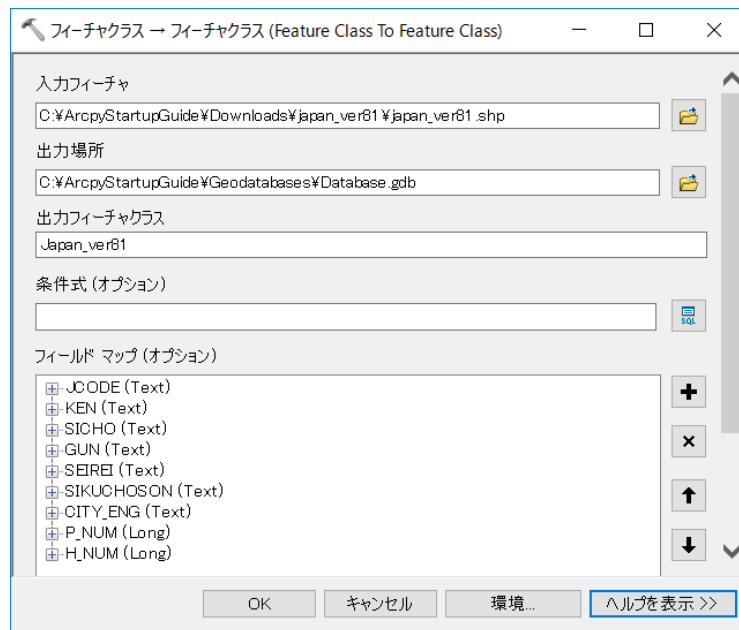 フィーチャクラス → フィーチャクラス (Feature Class To Feature Class)
入力フィーチャ
C:¥ArcpyStartupGuide¥Downloads¥japan_ver81¥japan_ver81.shp
出力場所
C:¥ArcpyStartupGuide¥Geodatabases¥Database.gdb
出力フィーチャクラス
Japan_ver81
条件式 (オプション)
SQL
フィールド マップ (オプション)
JCODE (Text)
KEN (Text)
SICHO (Text)
GUN (Text)
SEIREI (Text)
SIKUCHOSON (Text)
CITY_ENG (Text)
P_NUM (Long)
H_NUM (Long)
OK キャンセル 環境... ヘルプを表示 >>